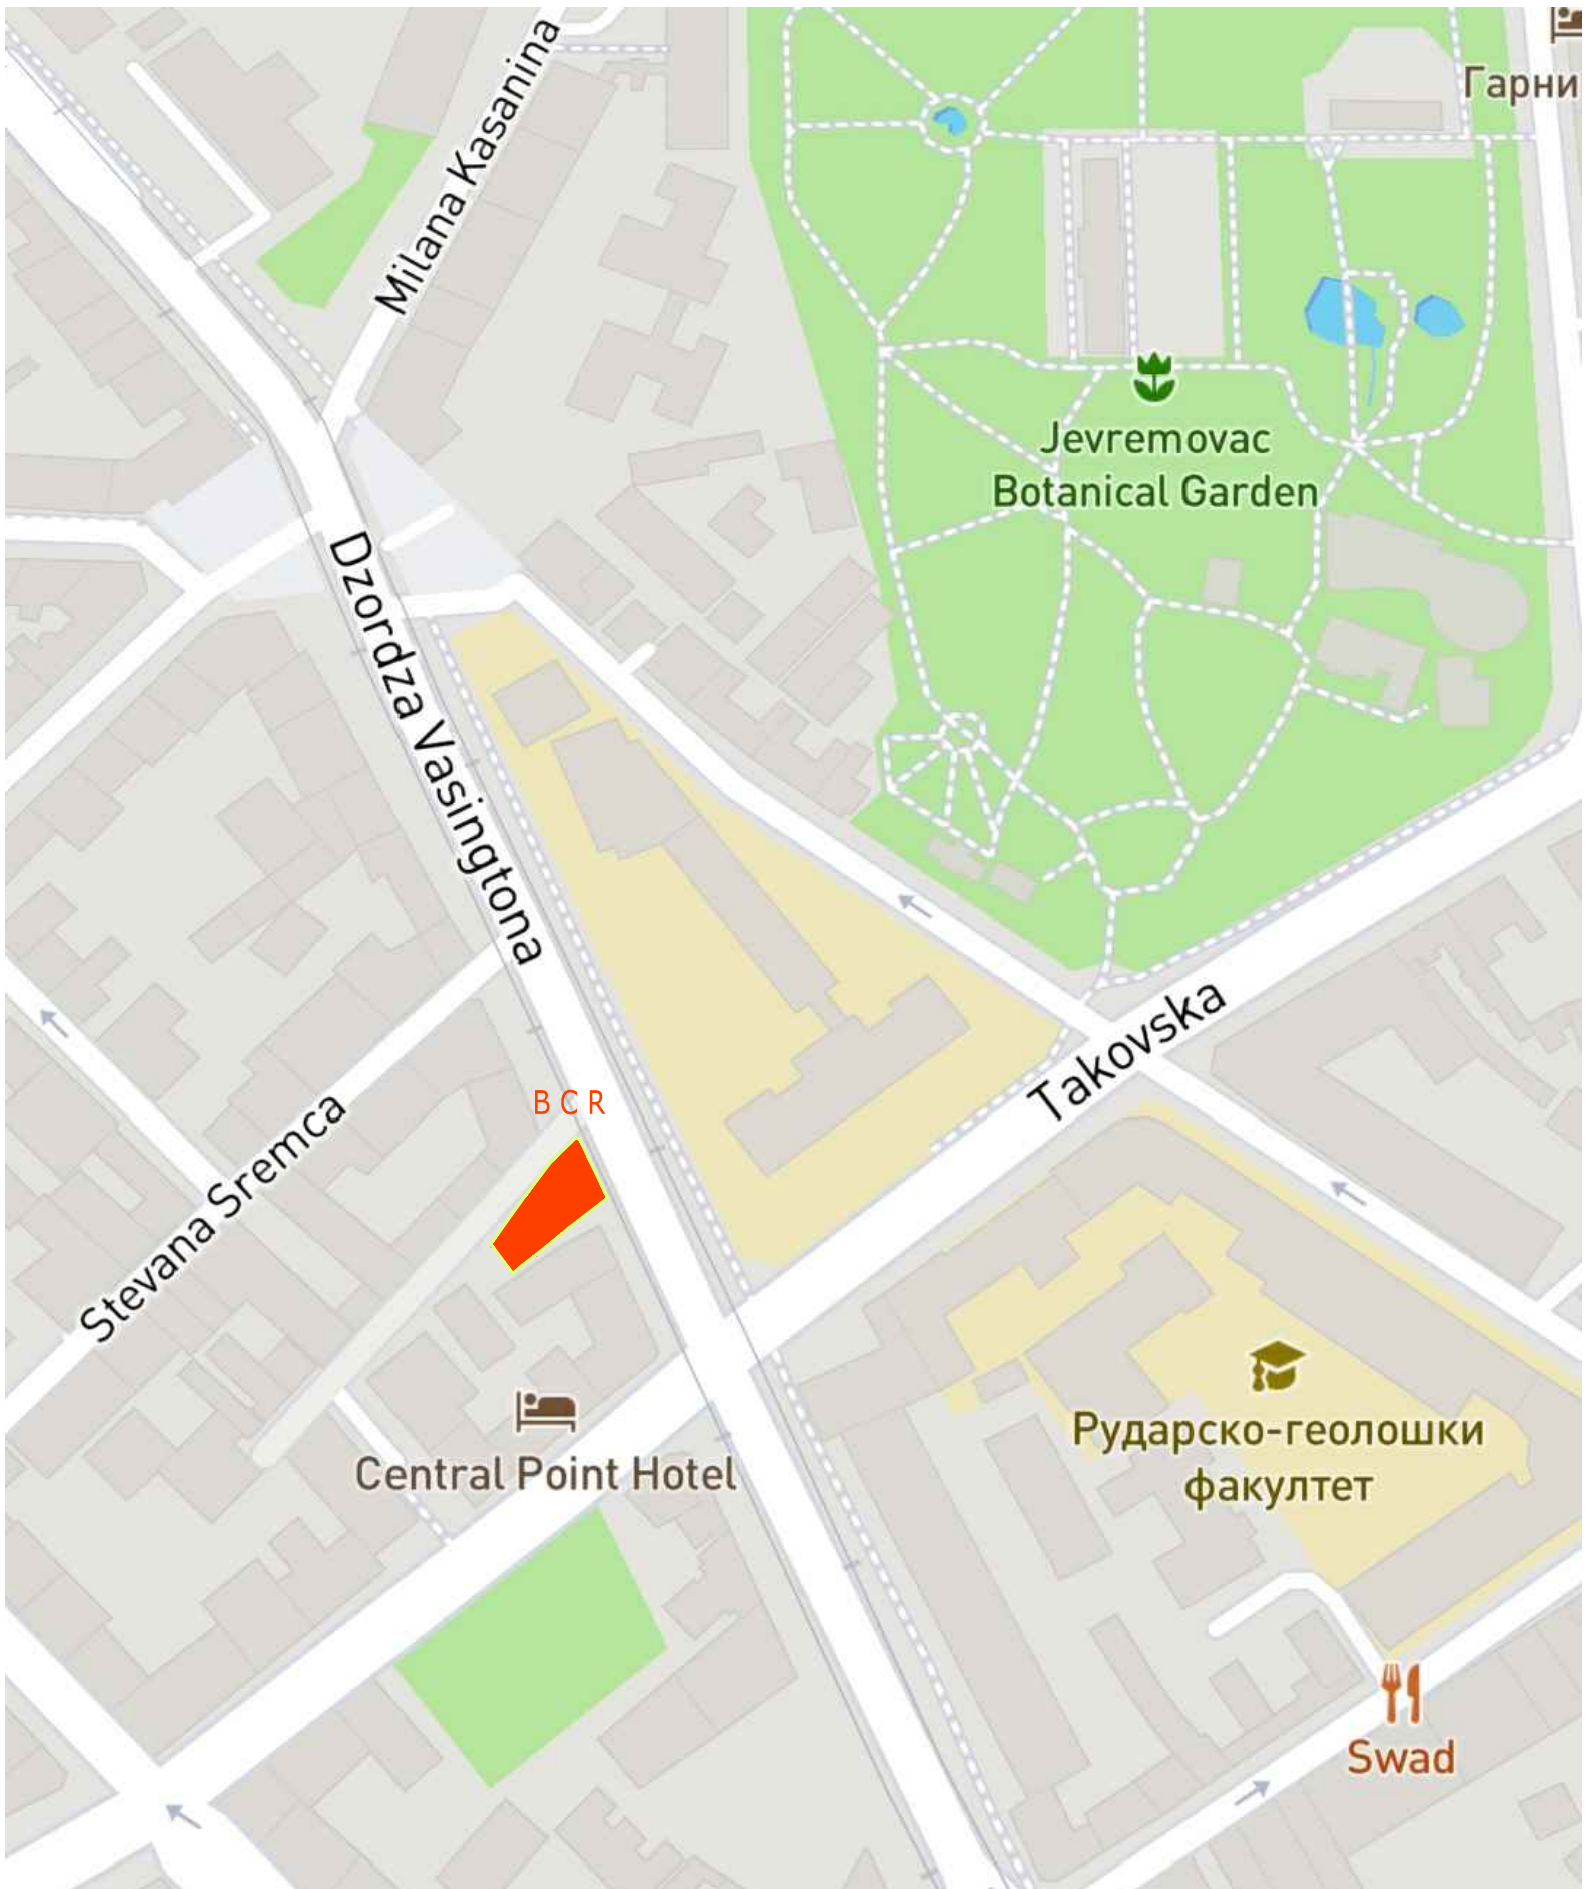 Гарни
Milana Kasanina
Jevremovac
Botanical Garden
Dzordza Vasingtona
Takovska
B C R
Stevana Sremca
Central Point Hotel
Рударско-геолошки
факултет
Swad